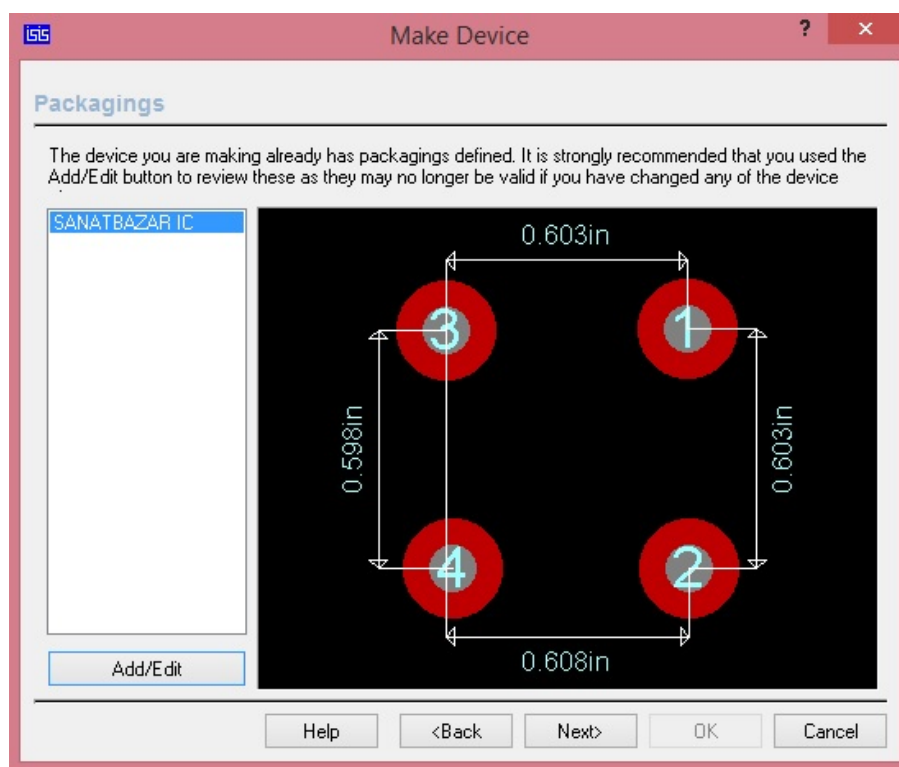 isis
Make Device
?
×
Packagings
The device you are making already has packagings defined. It is strongly recommended that you used the
Add/Edit button to review these as they may no longer be valid if you have changed any of the device
SANATBAZAR IC
0.603in
3
1
0.598in
0.603in
4
2
0.608in
Add/Edit
Help
<Back
Next>
OK
Cancel